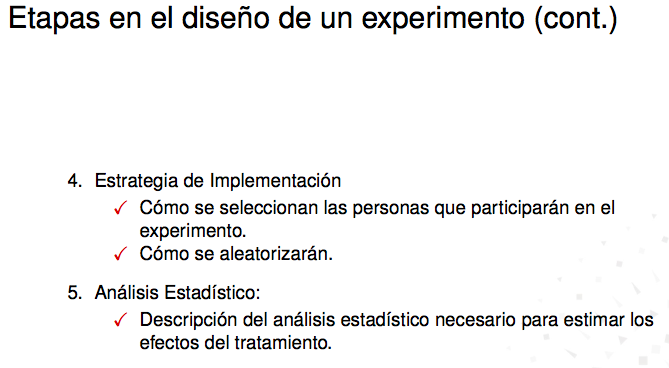 Etapas en el diseño de un experimento (cont.)
4. Estrategia de Implementación
✓ Cómo se seleccionan las personas que participarán en el
experimento.
✓ Cómo se aleatorizarán.
5. Análisis Estadístico:
✓ Descripción del análisis estadístico necesario para estimar los
efectos del tratamiento.